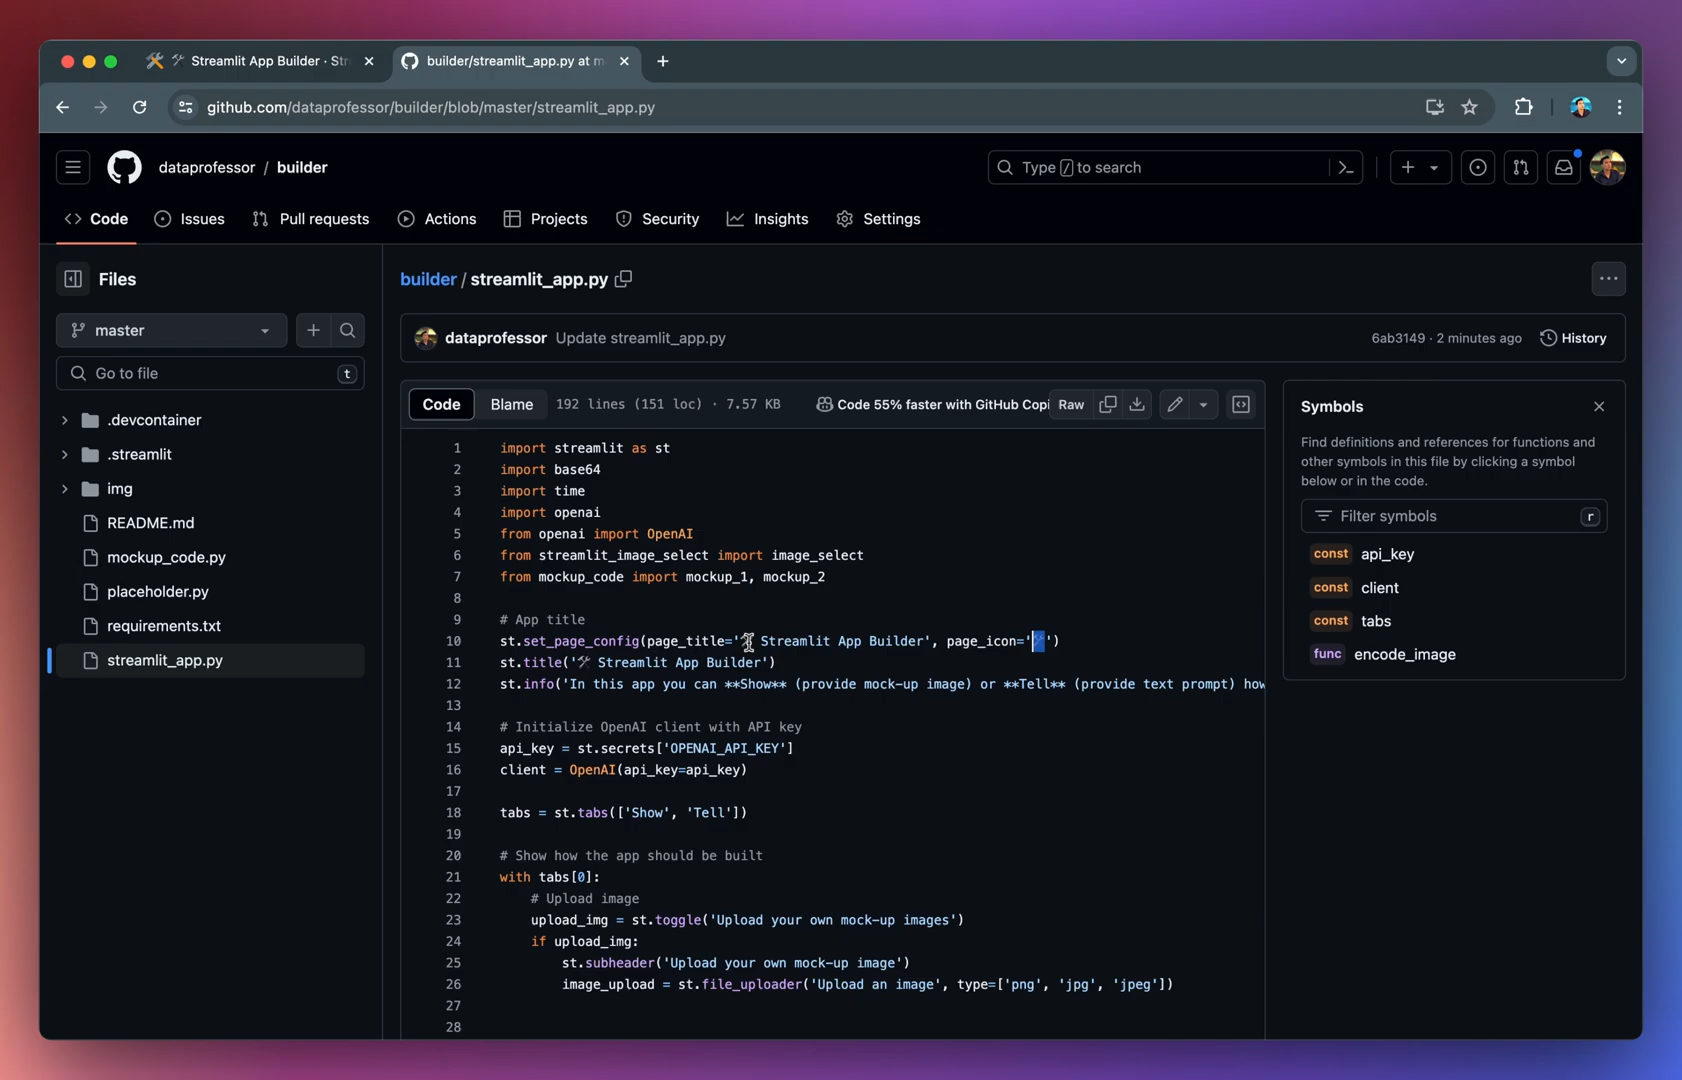 🛠️ Streamlit App Builder · Str
builder/streamlit_app.py at m
github.com/dataprofessor/builder/blob/master/streamlit_app.py
dataprofessor / builder
Type / to search
Code
Issues
Pull requests
Actions
Projects
Security
Insights
Settings
Files
master
Go to file
t
.devcontainer
.streamlit
img
README.md
mockup_code.py
placeholder.py
requirements.txt
streamlit_app.py
builder / streamlit_app.py
dataprofessor Update streamlit_app.py
6ab3149 · 2 minutes ago
History
Code
Blame
192 lines (151 loc) · 7.57 KB
Code 55% faster with GitHub Copi
Raw
1 import streamlit as st
2 import base64
3 import time
4 import openai
5 from openai import OpenAI
6 from streamlit_image_select import image_select
7 from mockup_code import mockup_1, mockup_2
8
9 # App title
10 st.set_page_config(page_title='🛠️ Streamlit App Builder', page_icon='🛠️')
11 st.title('🛠️ Streamlit App Builder')
12 st.info('In this app you can **Show** (provide mock-up image) or **Tell** (provide text prompt) how
13
14 # Initialize OpenAI client with API key
15 api_key = st.secrets['OPENAI_API_KEY']
16 client = OpenAI(api_key=api_key)
17
18 tabs = st.tabs(['Show', 'Tell'])
19
20 # Show how the app should be built
21 with tabs[0]:
22 # Upload image
23 upload_img = st.toggle('Upload your own mock-up images')
24 if upload_img:
25 st.subheader('Upload your own mock-up image')
26 image_upload = st.file_uploader('Upload an image', type=['png', 'jpg', 'jpeg'])
27
28
Symbols
Find definitions and references for functions and
other symbols in this file by clicking a symbol
below or in the code.
Filter symbols
r
const api_key
const client
const tabs
func encode_image